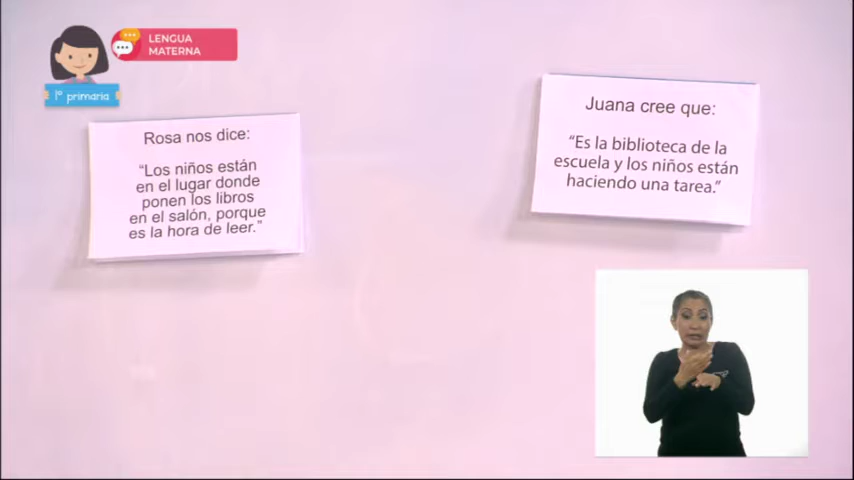 LENGUA
MATERNA
1° primaria
Rosa nos dice:
“Los niños están
en el lugar donde
ponen los libros
en el salón, porque
es la hora de leer.”
Juana cree que:
“Es la biblioteca de la
escuela y los niños están
haciendo una tarea.”